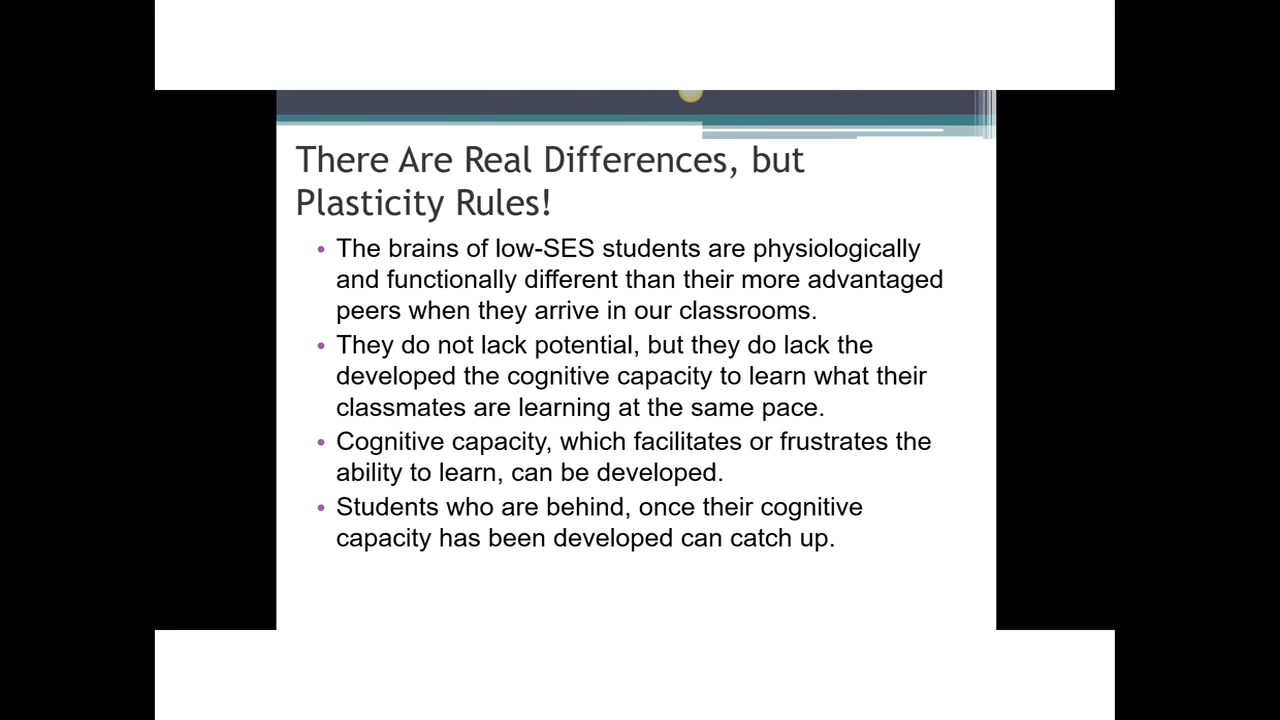 There Are Real Differences, but
Plasticity Rules!
• The brains of low-SES students are physiologically
and functionally different than their more advantaged
peers when they arrive in our classrooms.
• They do not lack potential, but they do lack the
developed the cognitive capacity to learn what their
classmates are learning at the same pace.
• Cognitive capacity, which facilitates or frustrates the
ability to learn, can be developed.
• Students who are behind, once their cognitive
capacity has been developed can catch up.